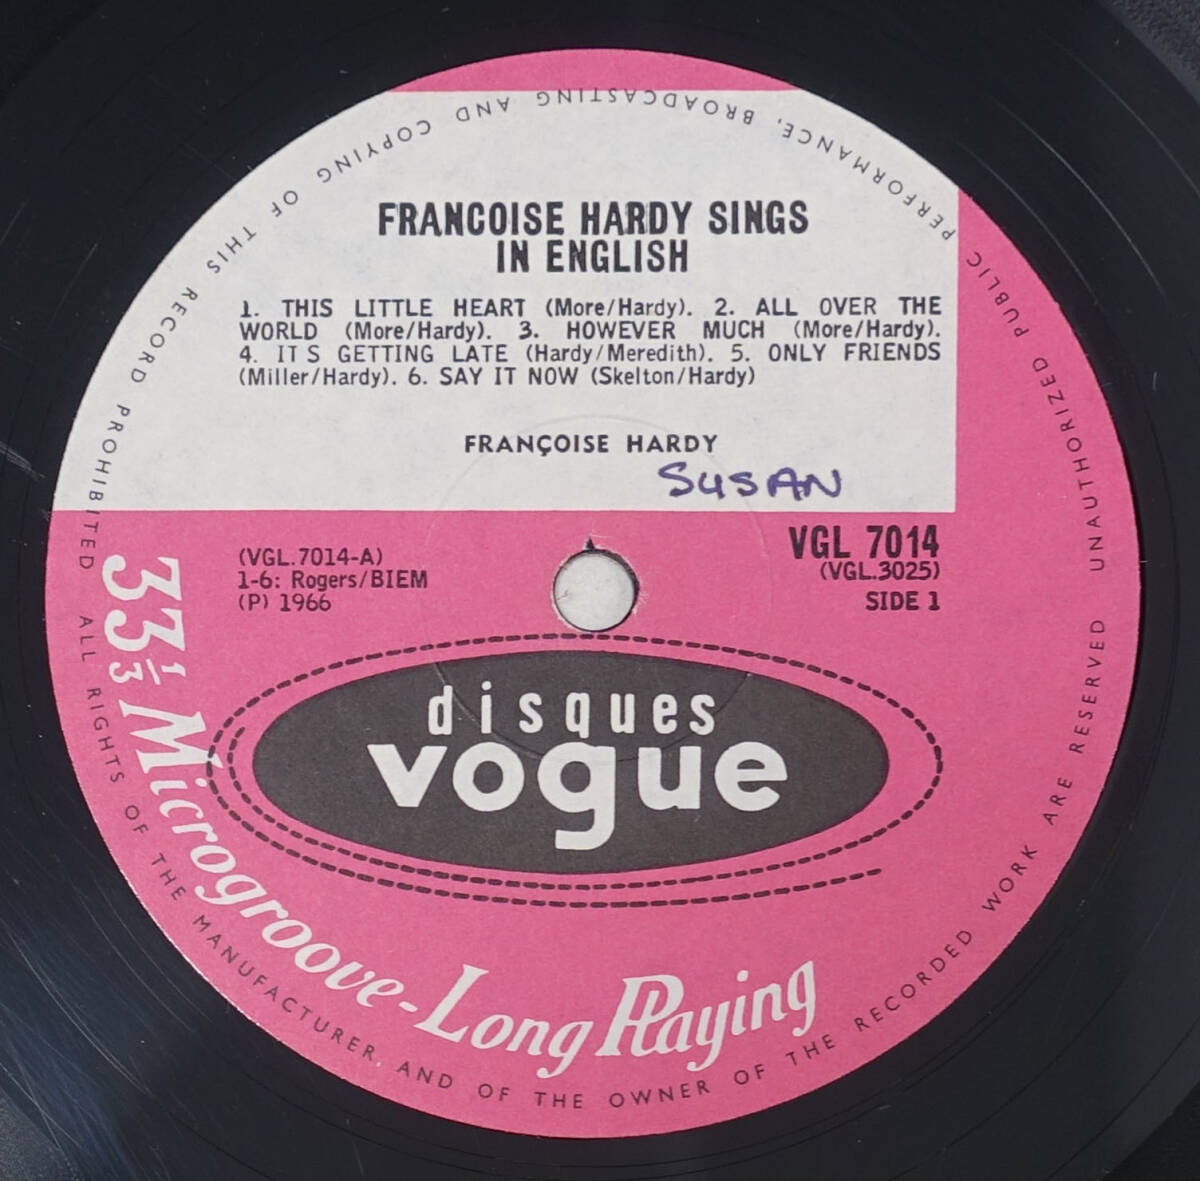 FRANCOISE HARDY SINGS
IN ENGLISH
1. THIS LITTLE HEART (More/Hardy). 2. ALL OVER THE
WORLD (More/Hardy). 3. HOWEVER MUCH (More/Hardy).
4. IT S GETTING LATE (Hardy/Meredith). 5. ONLY FRIENDS
(Miller/Hardy). 6. SAY IT NOW (Skelton/Hardy)
FRANÇOISE HARDY
SUSAN
(VGL.7014-A)
1-6: Rogers/BIEM
(P) 1966
VGL 7014
(VGL.3025)
SIDE 1
disques
vogue
33 1/3 Microgroove-Long Playing
ALL RIGHTS OF THE MANUFACTURER, AND OF THE OWNER OF THE RECORDED WORK ARE RESERVED UNAUTHORIZED PUBLIC PERFORMANCE, BROADCASTING AND COPYING OF THIS RECORD PROHIBITED